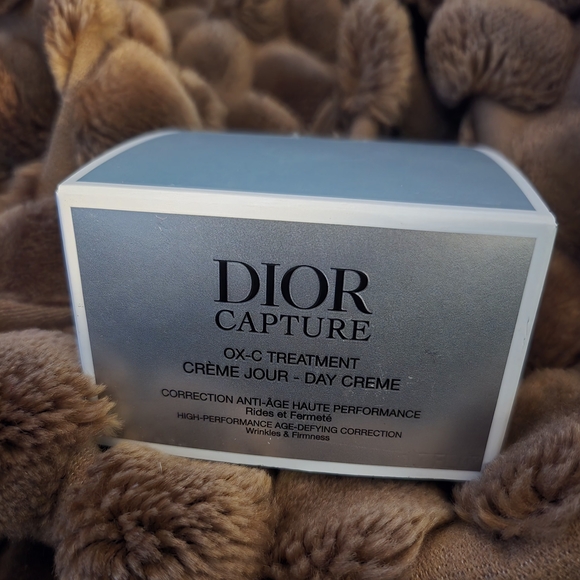 DIOR
CAPTURE
OX-C TREATMENT
CRÈME JOUR - DAY CREME
CORRECTION ANTI-ÂGE HAUTE PERFORMANCE
Rides et Fermeté
HIGH-PERFORMANCE AGE-DEFYING CORRECTION
Wrinkles & Firmness